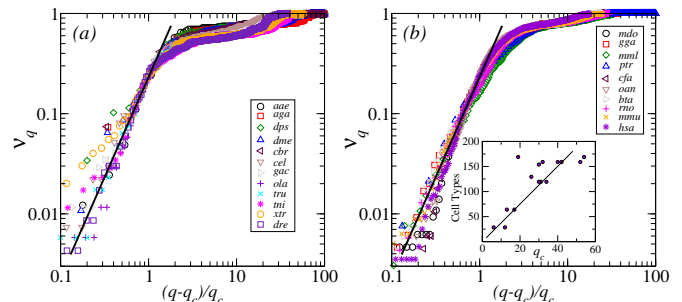 (a)
ν_q
1
0.1
0.01
0.1
1
10
100
(q-q_c)/q_c
aae
aga
dps
dme
cbr
cel
gac
ola
tru
tni
xtr
dre
(b)
ν_q
1
0.1
0.01
0.1
1
10
100
(q-q_c)/q_c
mdo
gga
mml
ptr
cfa
oan
bta
rno
mmu
hsa
Cell Types
200
150
100
50
0
0
20
40
60
q_c